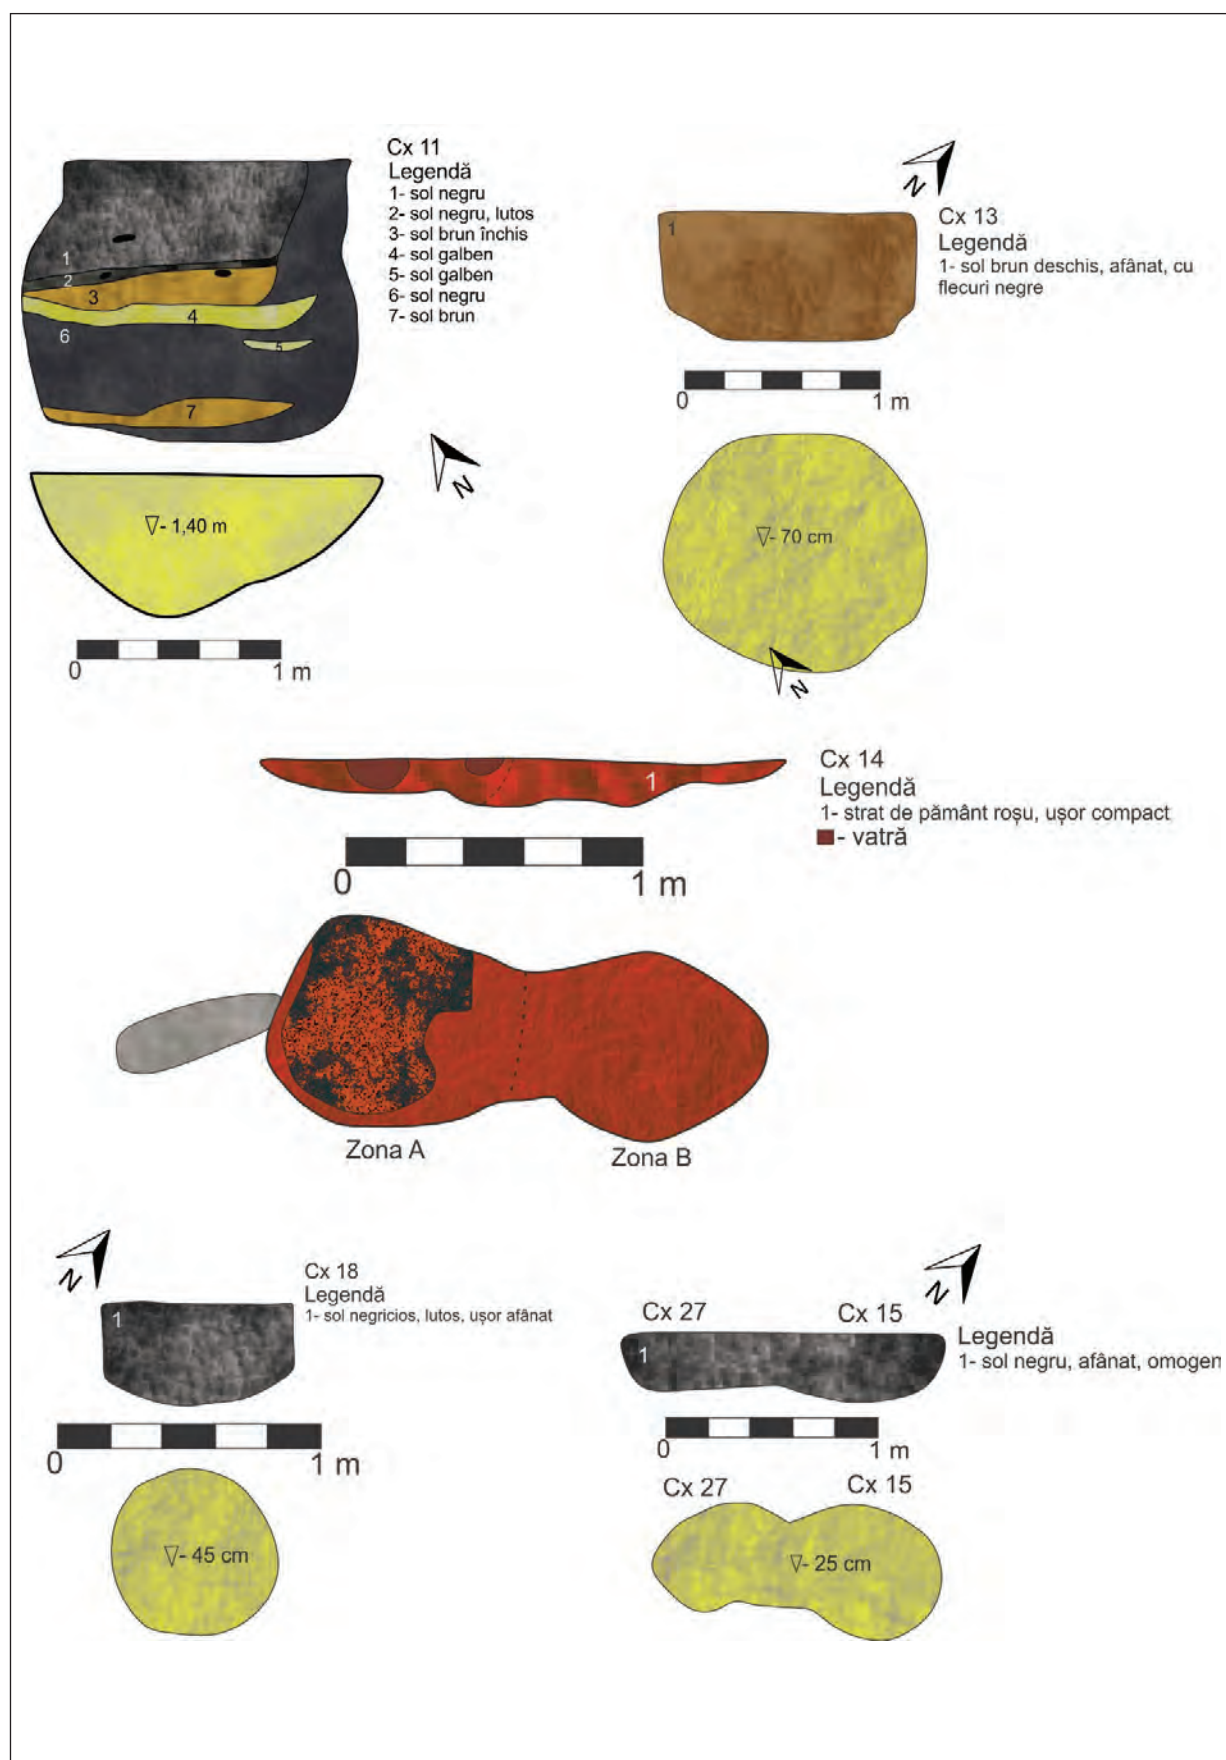 Cx 11
Legendă
1- sol negru
2- sol negru, lutos
3- sol brun închis
4- sol galben
5- sol galben
6- sol negru
7- sol brun
1
2
3
4
5
6
7
N
▽- 1,40 m
0 1 m
N
Cx 13
Legendă
1- sol brun deschis, afânat, cu
flecuri negre
1
0 1 m
▽- 70 cm
N
Cx 14
Legendă
1- strat de pământ roșu, ușor compact
- vatră
1
0 1 m
Zona A Zona B
N
Cx 18
Legendă
1- sol negricios, lutos, ușor afânat
1
0 1 m
▽- 45 cm
N
Cx 27 Cx 15
Legendă
1- sol negru, afânat, omogen
1
0 1 m
Cx 27 Cx 15
▽- 25 cm